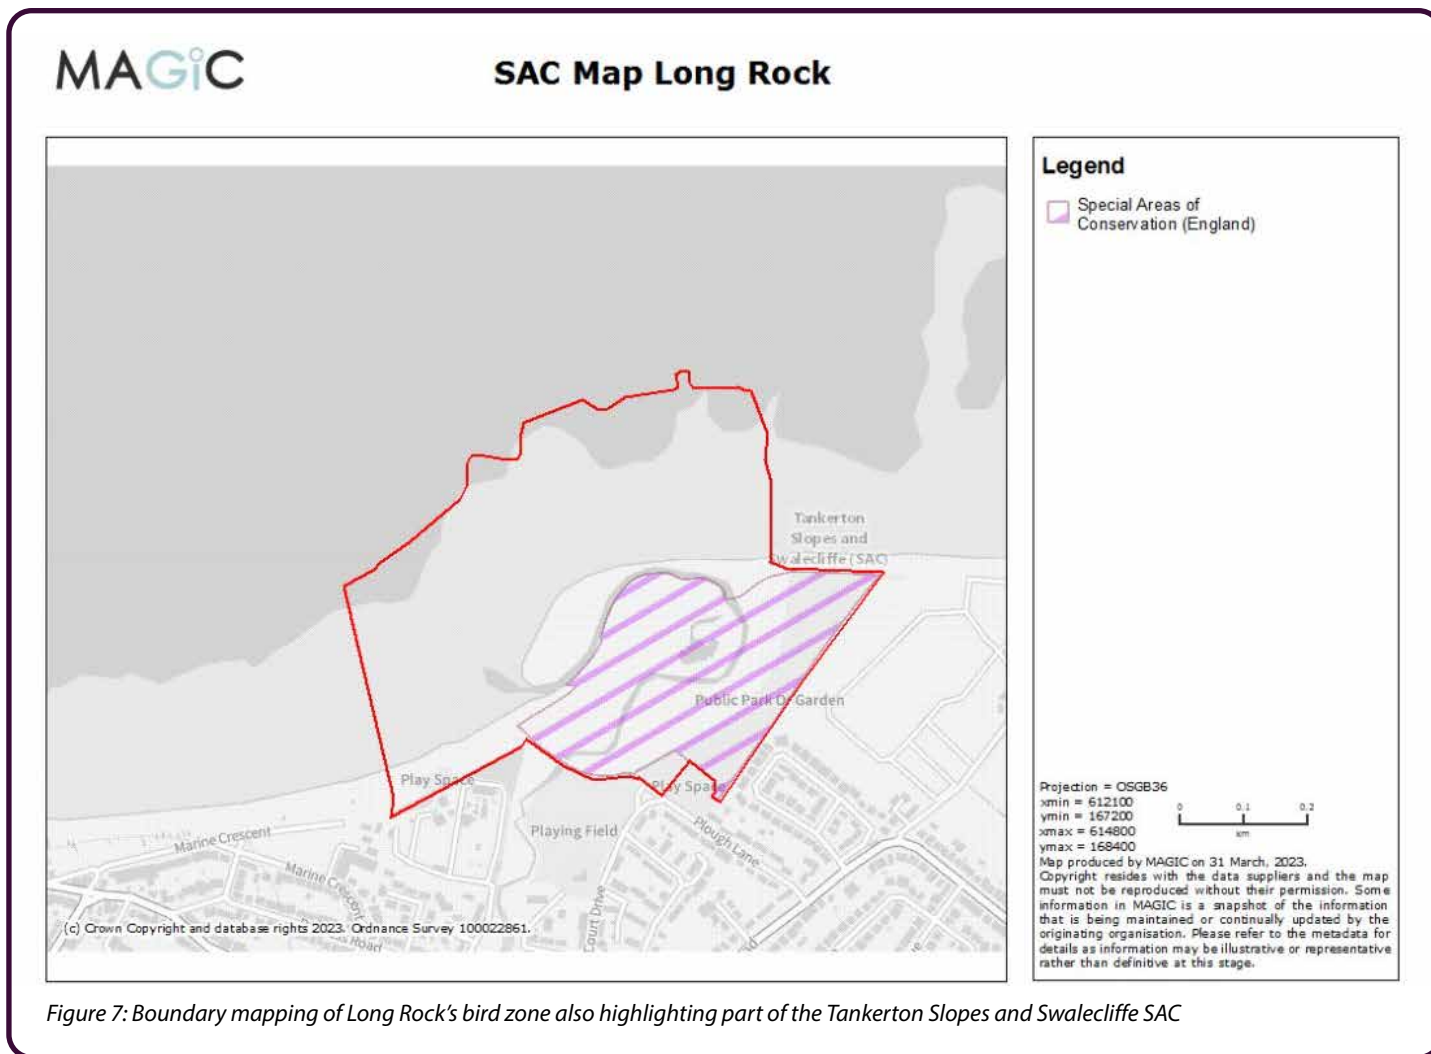 MAGiC
SAC Map Long Rock
Tankerton
Slopes and
Swalecliffe (SAC)
Public Park Or Garden
Play Space
Play Space
Playing Field
Marine Crescent
Marine Crescent
Plough Lane
Court Drive
Road
(c) Crown Copyright and database rights 2023. Ordnance Survey 100022861.
Legend
Special Areas of
Conservation (England)
Projection = OSGB36
xmin = 612100
ymin = 167200
xmax = 614800
ymax = 168400
0 0.1 0.2
km
Map produced by MAGIC on 31 March, 2023.
Copyright resides with the data suppliers and the map
must not be reproduced without their permission. Some
information in MAGIC is a snapshot of the information
that is being maintained or continually updated by the
originating organisation. Please refer to the metadata for
details as information may be illustrative or representative
rather than definitive at this stage.
Figure 7: Boundary mapping of Long Rock's bird zone also highlighting part of the Tankerton Slopes and Swalecliffe SAC